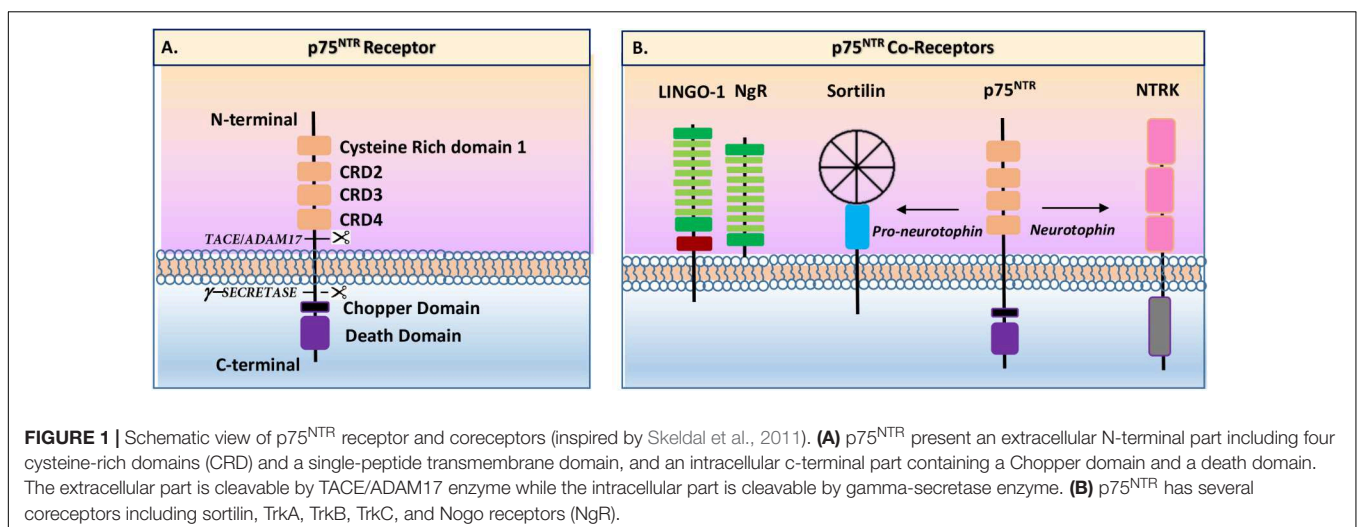 A.
p75NTR Receptor
N-terminal
Cysteine Rich domain 1
CRD2
CRD3
CRD4
TACE/ADAM17
γ–SECRETASE
Chopper Domain
Death Domain
C-terminal
B.
p75NTR Co-Receptors
LINGO-1 NgR Sortilin p75NTR NTRK
Pro-neurotophin Neurotophin
FIGURE 1 | Schematic view of p75NTR receptor and coreceptors (inspired by Skeldal et al., 2011). (A) p75NTR present an extracellular N-terminal part including four
cysteine-rich domains (CRD) and a single-peptide transmembrane domain, and an intracellular c-terminal part containing a Chopper domain and a death domain.
The extracellular part is cleavable by TACE/ADAM17 enzyme while the intracellular part is cleavable by gamma-secretase enzyme. (B) p75NTR has several
coreceptors including sortilin, TrkA, TrkB, TrkC, and Nogo receptors (NgR).